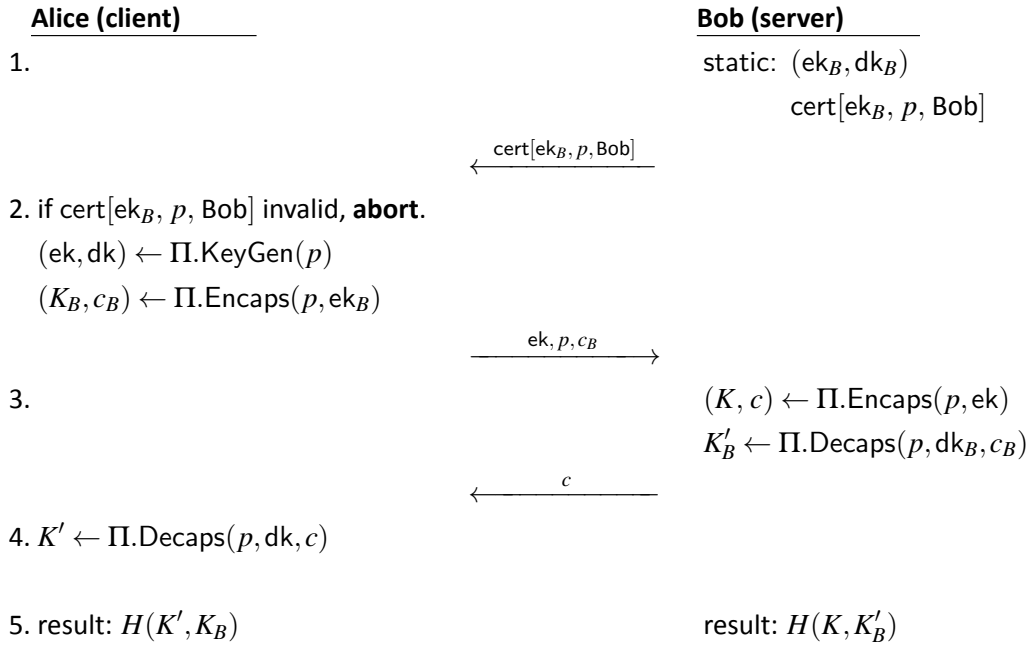 Alice (client) Bob (server)
1. static: (ek_B, dk_B)
cert[ek_B, p, Bob]
cert[ek_B, p, Bob]
2. if cert[ek_B, p, Bob] invalid, abort.
(ek, dk) ← Π.KeyGen(p)
(K_B, c_B) ← Π.Encaps(p, ek_B)
ek, p, c_B
3. (K, c) ← Π.Encaps(p, ek)
K′_B ← Π.Decaps(p, dk_B, c_B)
c
4. K′ ← Π.Decaps(p, dk, c)
5. result: H(K′, K_B) result: H(K, K′_B)